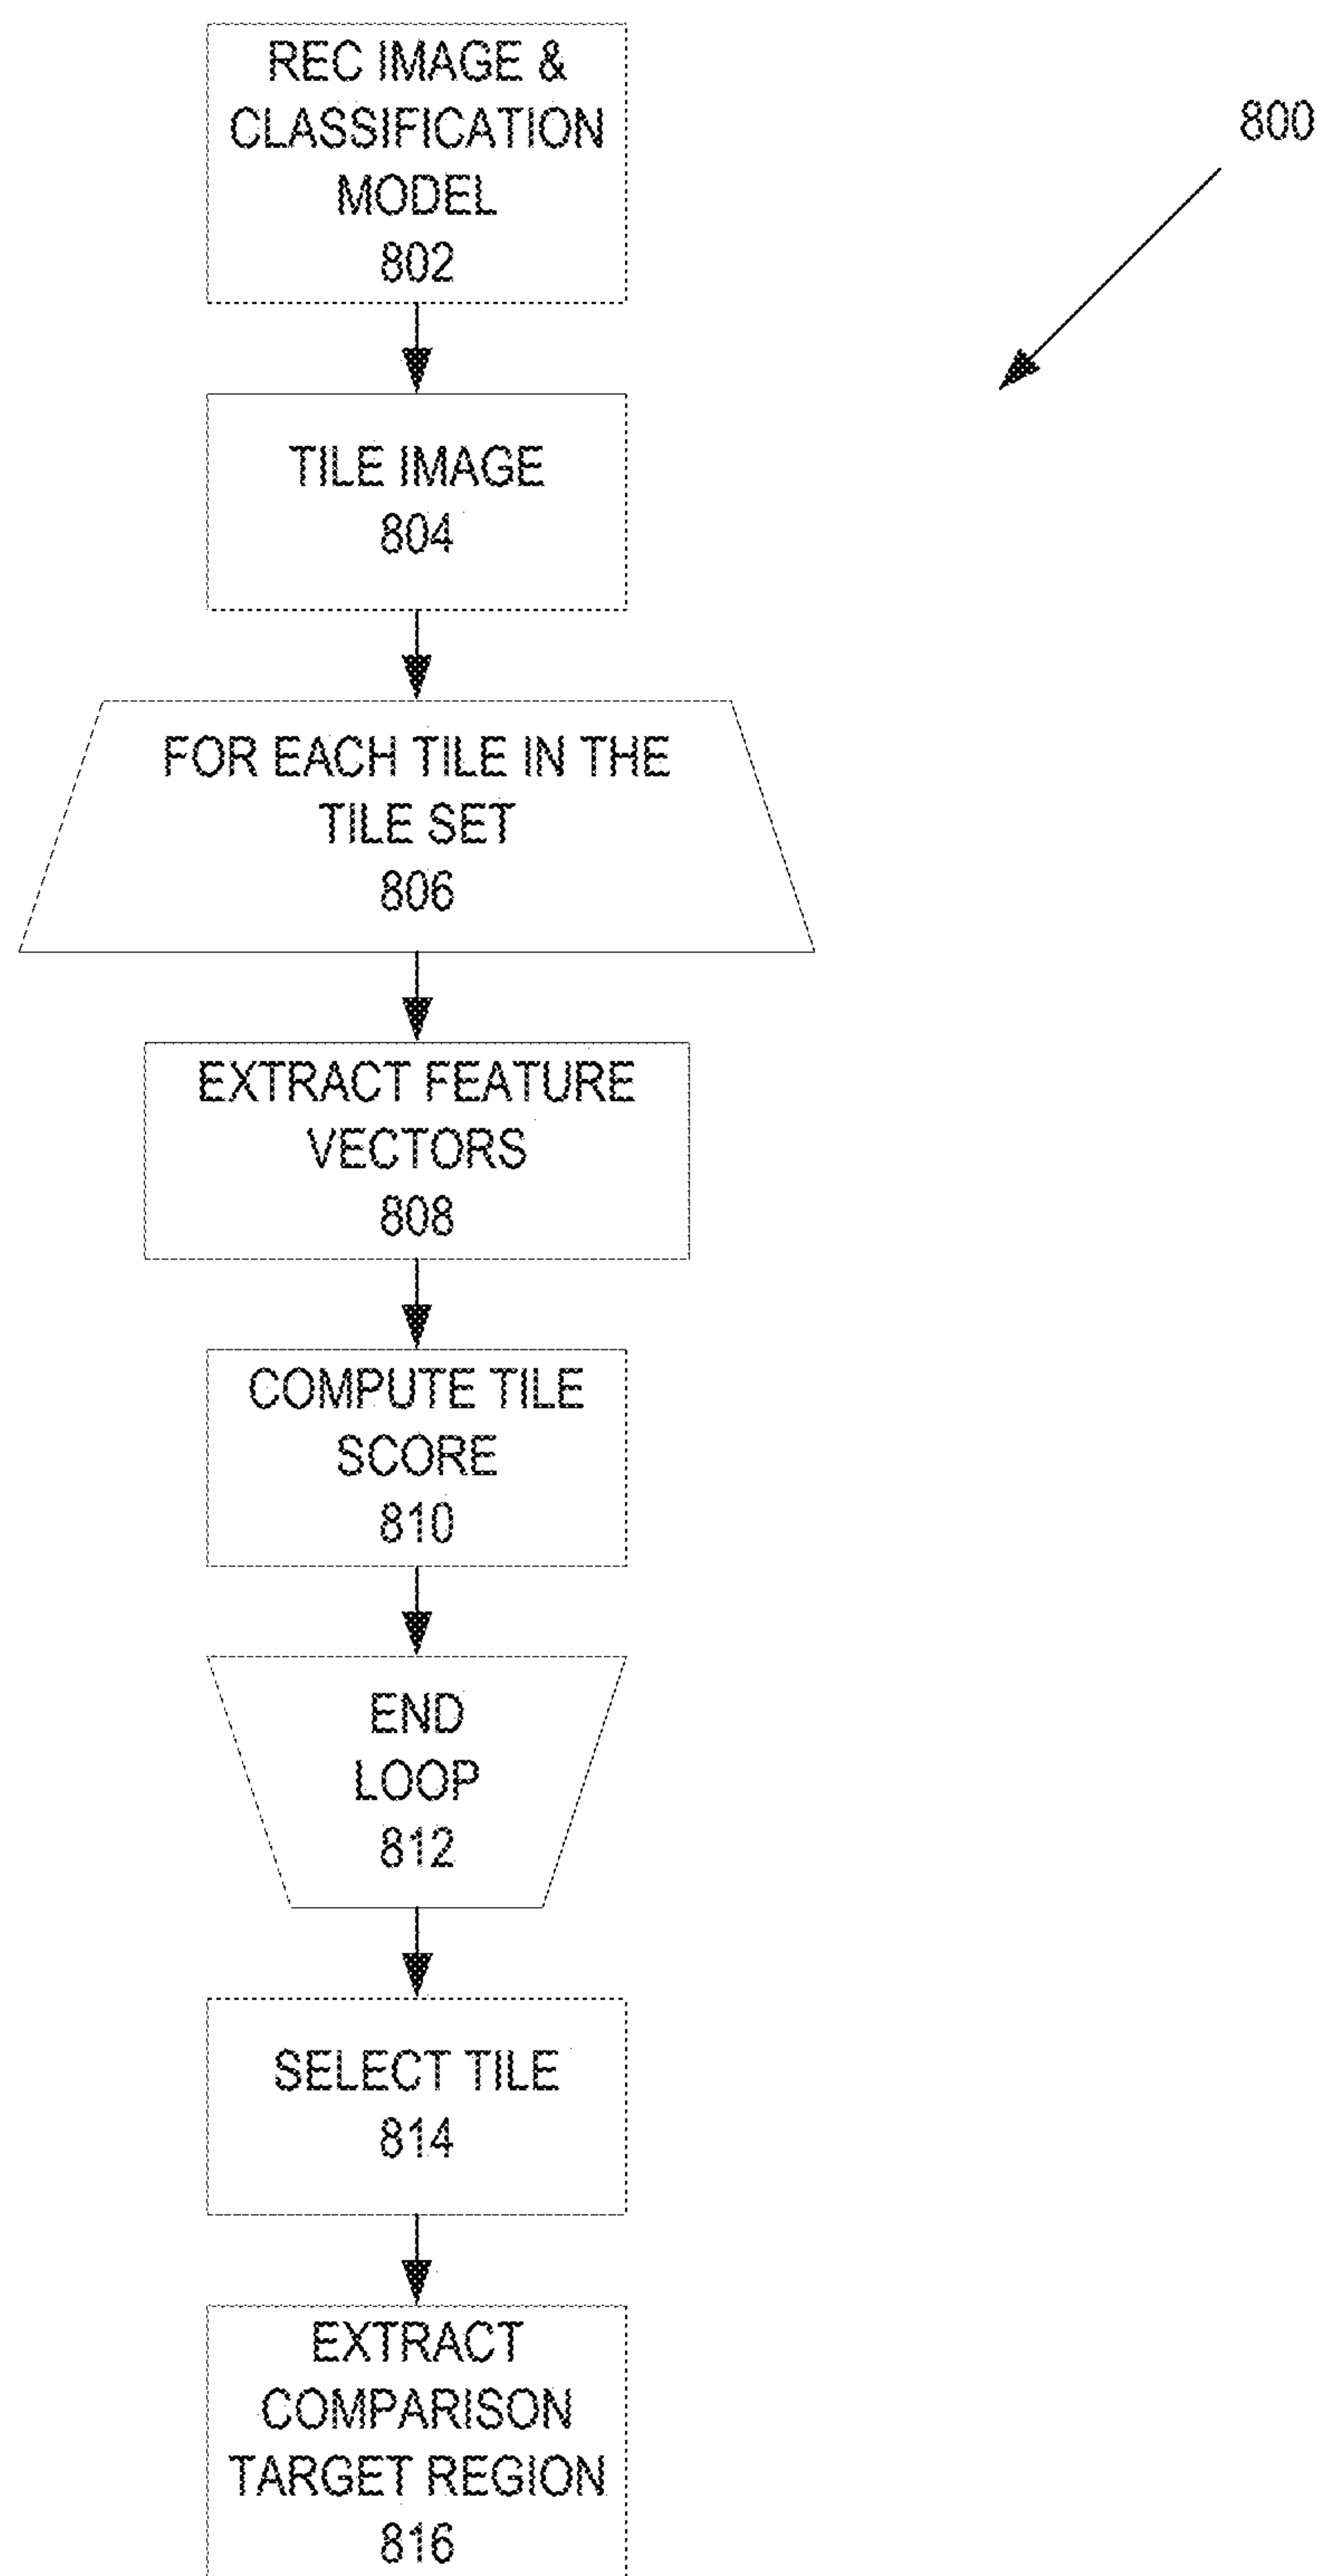 REC IMAGE &
CLASSIFICATION
MODEL
802
800
TILE IMAGE
804
FOR EACH TILE IN THE
TILE SET
806
EXTRACT FEATURE
VECTORS
808
COMPUTE TILE
SCORE
810
END
LOOP
812
SELECT TILE
814
EXTRACT
COMPARISON
TARGET REGION
816